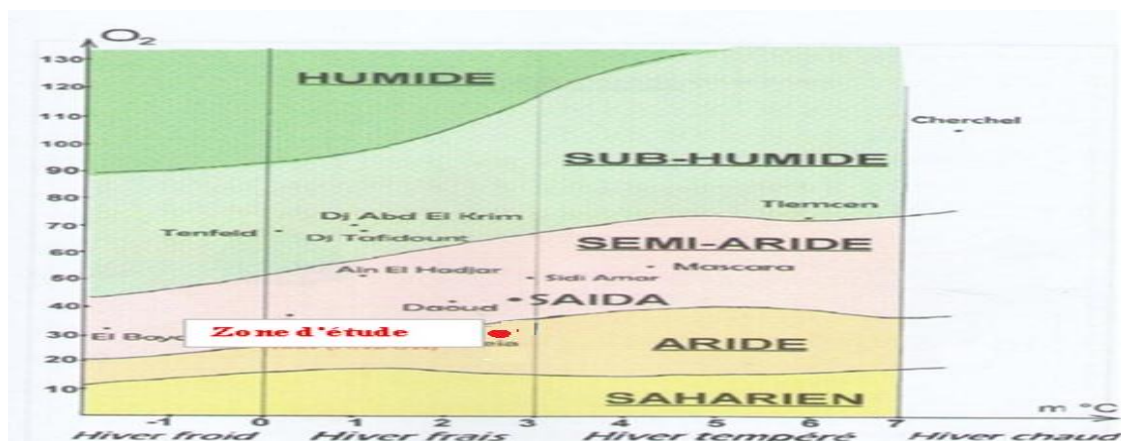 O2
130
HUMIDE
120
110
Cherchel
100
90
SUB-HUMIDE
80
Tlemcen
Dj Abd El Krim
70
Tenfeld
Dj Tafidount
60
SEMI-ARIDE
Ain El Hadjar
Mascara
50
Sidi Amar
40
Daoud
SAIDA
30
El Baya
Zone d'étude
ARIDE
20
10
SAHARIEN
-1 0 1 2 3 4 5 6 7 m °C
Hiver froid Hiver frais Hiver tempéré Hiver chaud